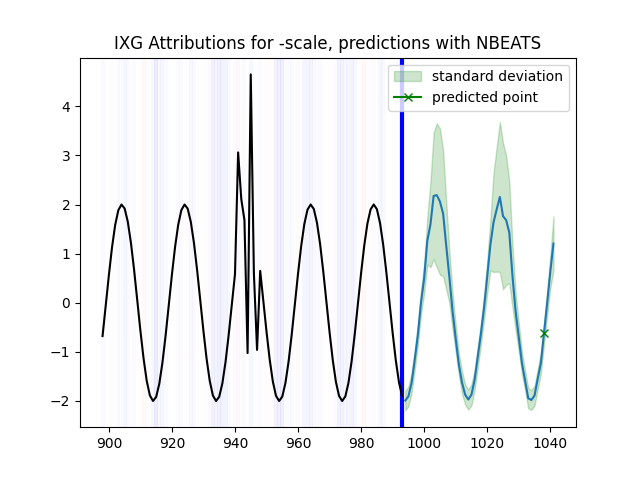 IXG Attributions for -scale, predictions with NBEATS
standard deviation
predicted point
4
3
2
1
0
−1
−2
900 920 940 960 980 1000 1020 1040